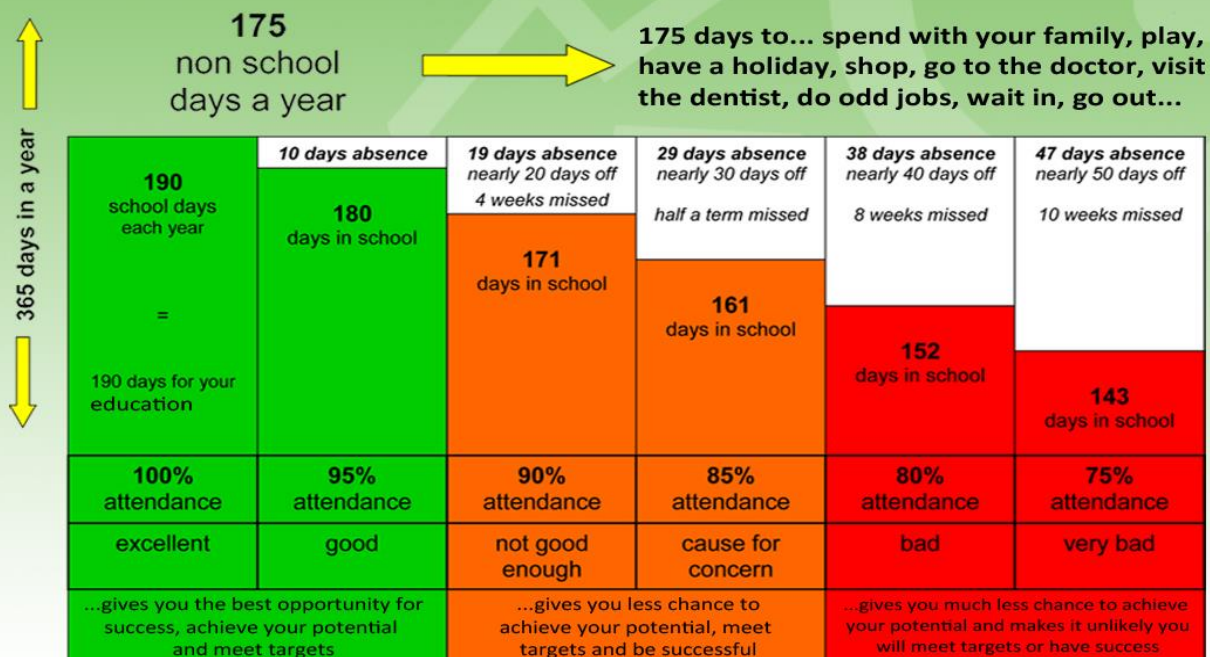 175
non school
days a year
175 days to... spend with your family, play,
have a holiday, shop, go to the doctor, visit
the dentist, do odd jobs, wait in, go out...
365 days in a year
190
school days
each year
=
190 days for your
education
10 days absence
180
days in school
19 days absence
nearly 20 days off
4 weeks missed
171
days in school
29 days absence
nearly 30 days off
half a term missed
161
days in school
38 days absence
nearly 40 days off
8 weeks missed
152
days in school
47 days absence
nearly 50 days off
10 weeks missed
143
days in school
100%
attendance
95%
attendance
90%
attendance
85%
attendance
80%
attendance
75%
attendance
excellent
good
not good
enough
cause for
concern
bad
very bad
...gives you the best opportunity for
success, achieve your potential
and meet targets
...gives you less chance to
achieve your potential, meet
targets and be successful
...gives you much less chance to achieve
your potential and makes it unlikely you
will meet targets or have success